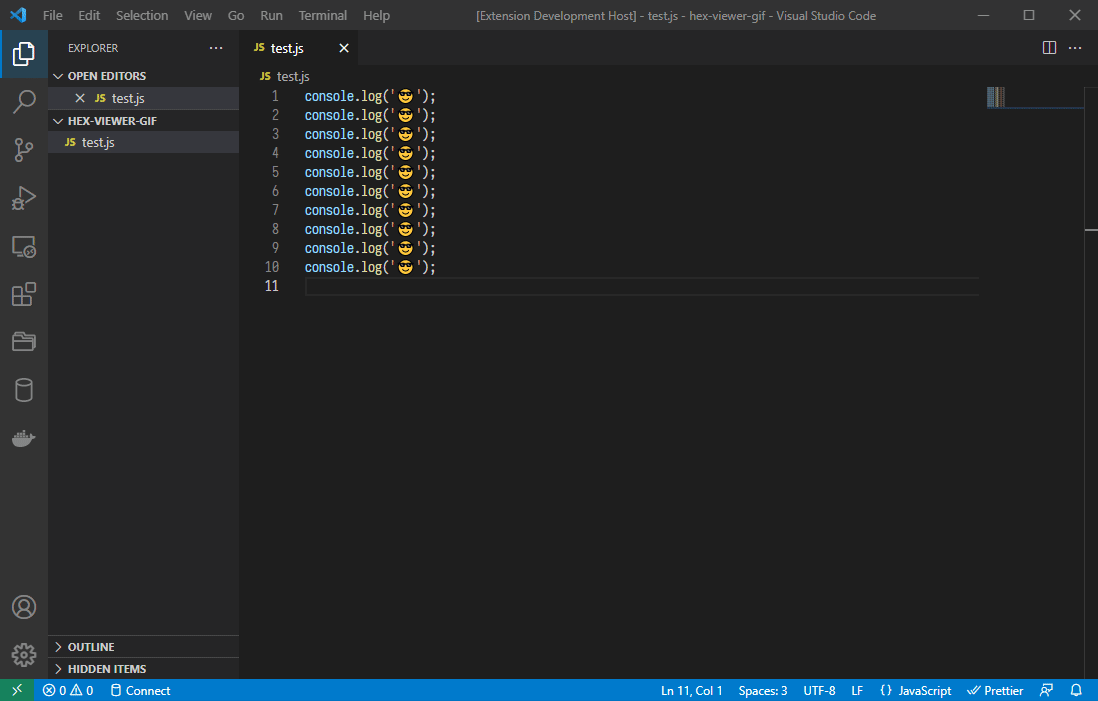 File Edit Selection View Go Run Terminal Help [Extension Development Host] - test.js - hex-viewer-gif - Visual Studio Code
EXPLORER
OPEN EDITORS
JS test.js
HEX-VIEWER-GIF
JS test.js
OUTLINE
HIDDEN ITEMS
JS test.js
JS test.js
1 console.log('😎');
2 console.log('😎');
3 console.log('😎');
4 console.log('😎');
5 console.log('😎');
6 console.log('😎');
7 console.log('😎');
8 console.log('😎');
9 console.log('😎');
10 console.log('😎');
11
0 0 Connect Ln 11, Col 1 Spaces: 3 UTF-8 LF {} JavaScript Prettier